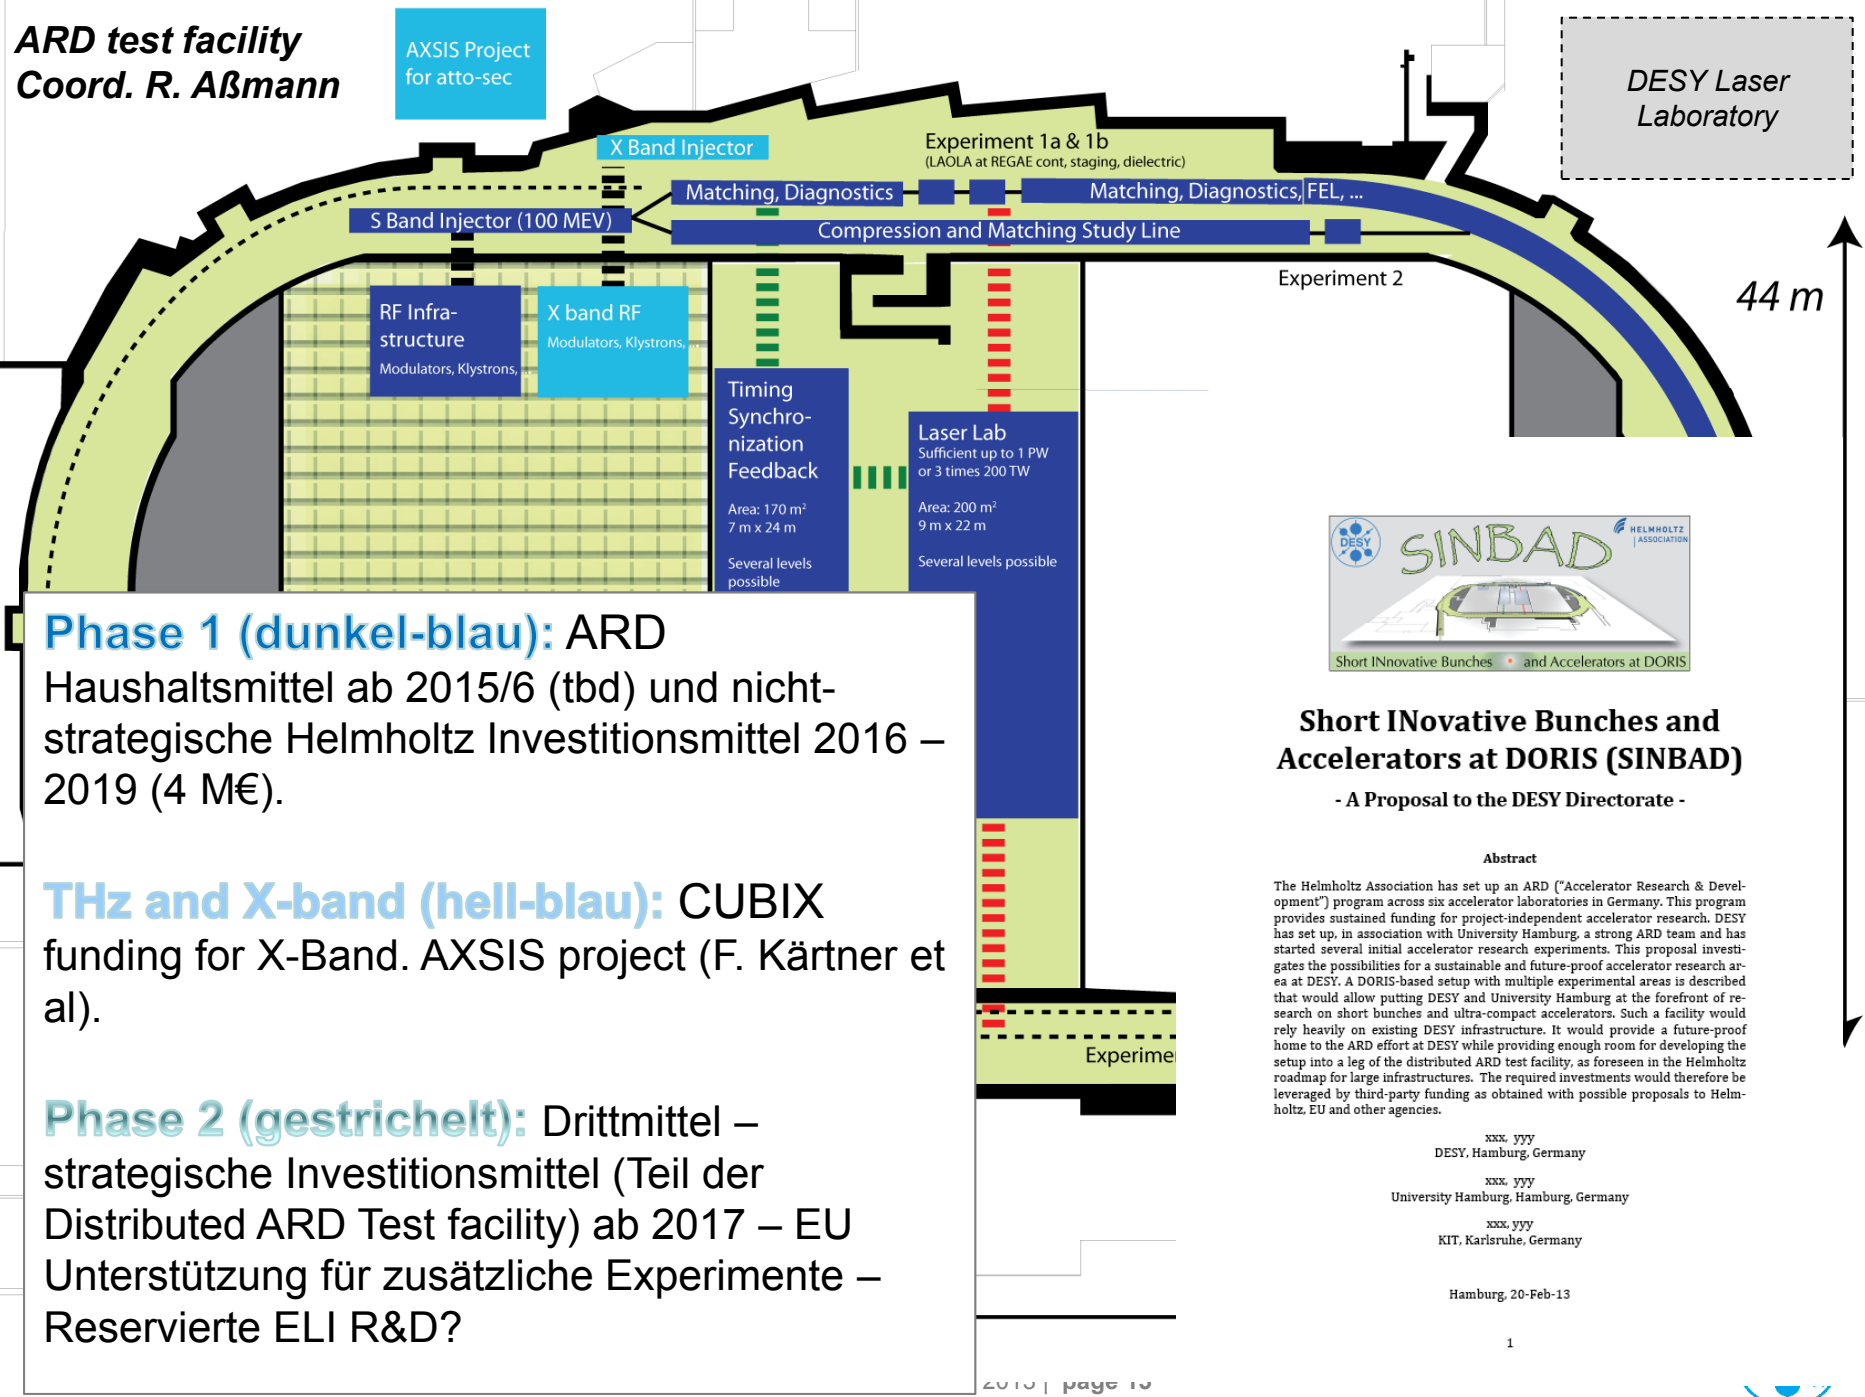 ARD test facility
Coord. R. Aßmann
AXSIS Project
for atto-sec
DESY Laser
Laboratory
X Band Injector
Experiment 1a & 1b
(LAOLA at REGAE cont, staging, dielectric)
Matching, Diagnostics
Matching, Diagnostics, FEL, ...
S Band Injector (100 MEV)
Compression and Matching Study Line
Experiment 2
44 m
RF Infra-
structure
Modulators, Klystrons, ...
X band RF
Modulators, Klystrons, ...
Timing
Synchro-
nization
Feedback
Area: 170 m²
7 m x 24 m
Several levels
possible
Laser Lab
Sufficient up to 1 PW
or 3 times 200 TW
Area: 200 m²
9 m x 22 m
Several levels possible
Phase 1 (dunkel-blau): ARD
Haushaltsmittel ab 2015/6 (tbd) und nicht-
strategische Helmholtz Investitionsmittel 2016 –
2019 (4 M€).
THz and X-band (hell-blau): CUBIX
funding for X-Band. AXSIS project (F. Kärtner et
al).
Phase 2 (gestrichelt): Drittmittel –
strategische Investitionsmittel (Teil der
Distributed ARD Test facility) ab 2017 – EU
Unterstützung für zusätzliche Experimente –
Reservierte ELI R&D?
DESY
SINBAD
HELMHOLTZ
ASSOCIATION
Short INnovative Bunches and Accelerators at DORIS
Short INovative Bunches and
Accelerators at DORIS (SINBAD)
- A Proposal to the DESY Directorate -
Abstract
The Helmholtz Association has set up an ARD ("Accelerator Research & Devel-
opment") program across six accelerator laboratories in Germany. This program
provides sustained funding for project-independent accelerator research. DESY
has set up, in association with University Hamburg, a strong ARD team and has
started several initial accelerator research experiments. This proposal investi-
gates the possibilities for a sustainable and future-proof accelerator research ar-
ea at DESY. A DORIS-based setup with multiple experimental areas is described
that would allow putting DESY and University Hamburg at the forefront of re-
search on short bunches and ultra-compact accelerators. Such a facility would
rely heavily on existing DESY infrastructure. It would provide a future-proof
home to the ARD effort at DESY while providing enough room for developing the
setup into a leg of the distributed ARD test facility, as foreseen in the Helmholtz
roadmap for large infrastructures. The required investments would therefore be
leveraged by third-party funding as obtained with possible proposals to Helm-
holtz, EU and other agencies.
xxx, yyy
DESY, Hamburg, Germany
xxx, yyy
University Hamburg, Hamburg, Germany
xxx, yyy
KIT, Karlsruhe, Germany
Hamburg, 20-Feb-13
1
Experime
| page